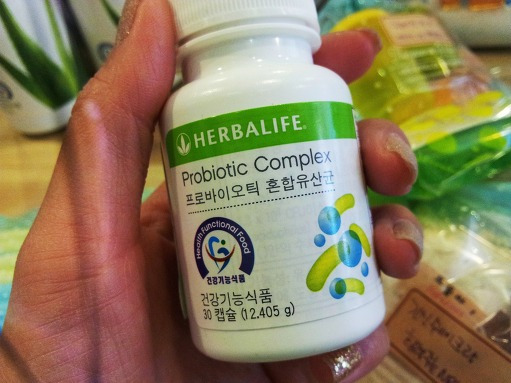 HERBALIFE®
Probiotic Complex
프로바이오틱 혼합유산균
Health Functional Food
건강기능식품
건강기능식품
30 캡슐 (12.405 g)